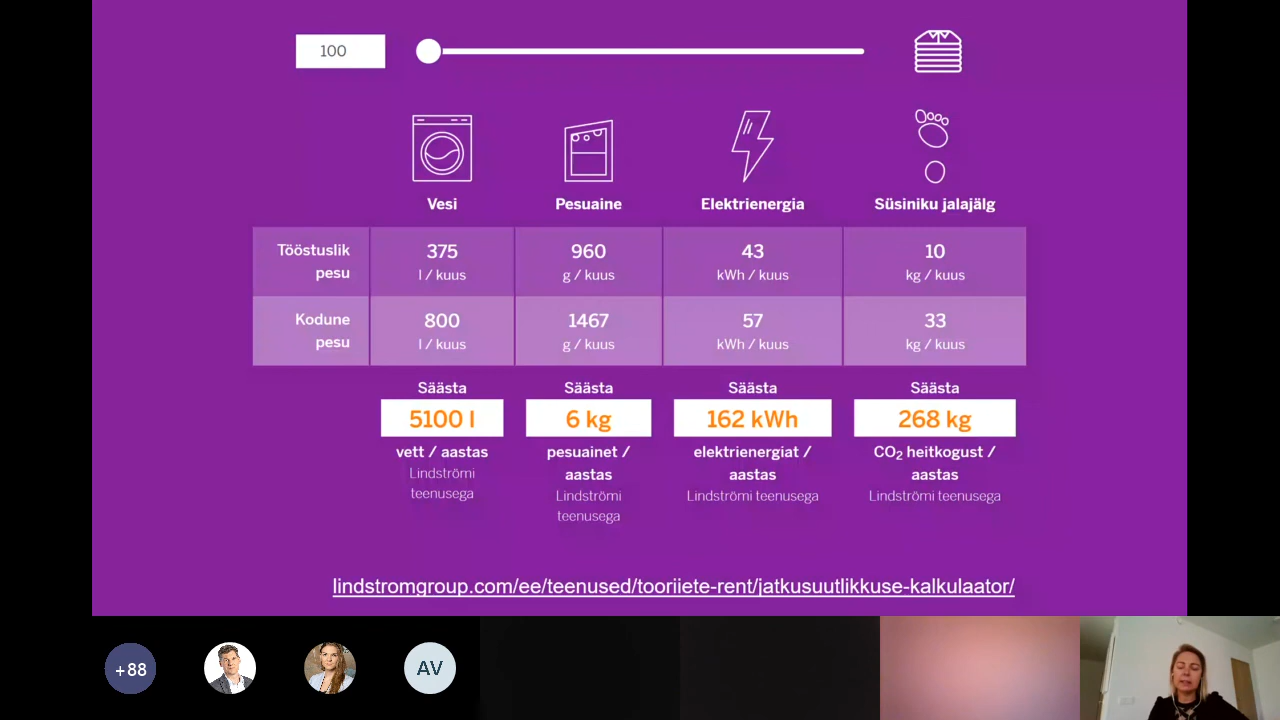 100
Vesi
Pesuaine
Elektrienergia
Süsiniku jalajälg
Tööstuslik
pesu
375
l / kuus
960
g / kuus
43
kWh / kuus
10
kg / kuus
Kodune
pesu
800
l / kuus
1467
g / kuus
57
kWh / kuus
33
kg / kuus
Säästa
5100 l
vett / aastas
Lindströmi
teenusega
Säästa
6 kg
pesuainet /
aastas
Lindströmi
teenusega
Säästa
162 kWh
elektrienergiat /
aastas
Lindströmi teenusega
Säästa
268 kg
CO₂ heitkogust /
aastas
Lindströmi teenusega
lindstromgroup.com/ee/teenused/tooriiete-rent/jatkusuutlikkuse-kalkulaator/
+88
AV